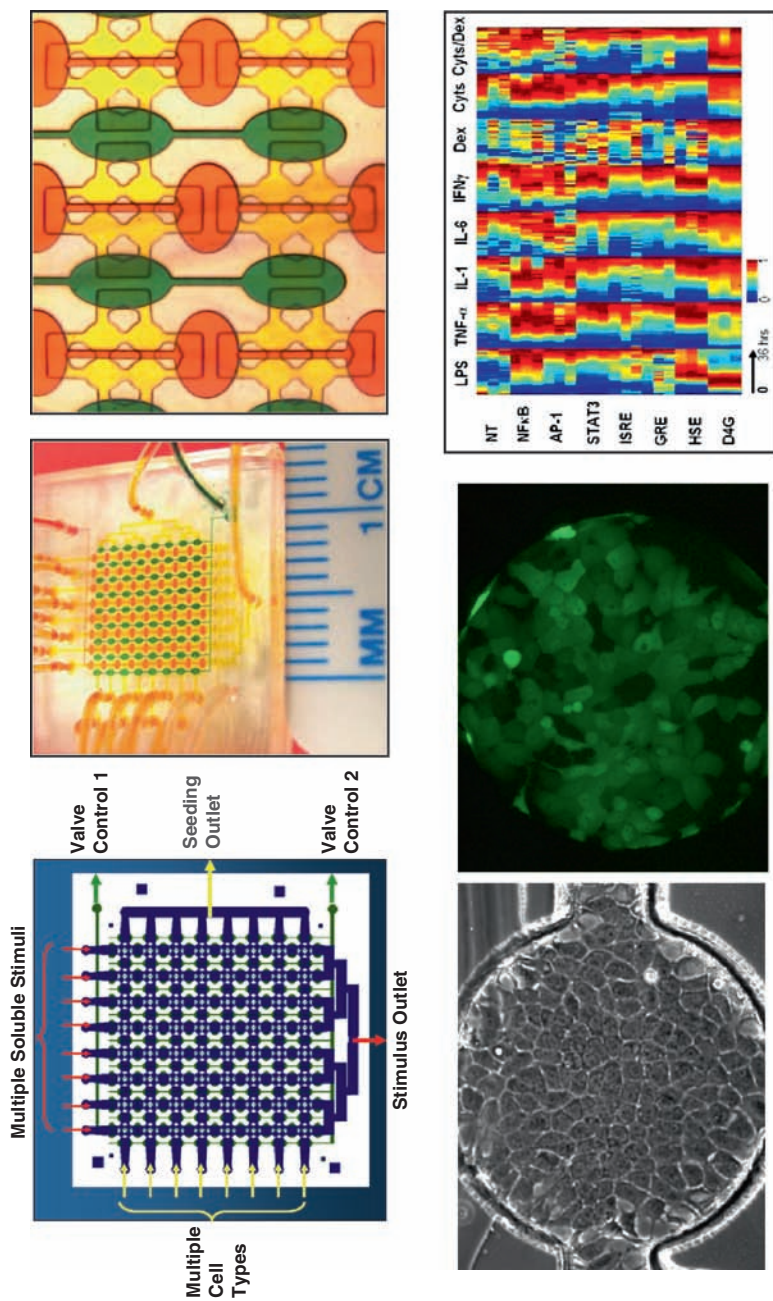 Multiple Soluble Stimuli
Multiple
Cell
Types
Valve
Control 1
Seeding
Outlet
Valve
Control 2
Stimulus Outlet
MM
1
CM
LPS TNF-α IL-1 IL-6 IFNγ Dex Cyts Cyts/Dex
NT
NFκB
AP-1
STAT3
ISRE
GRE
HSE
D4G
0 36 hrs
0 1